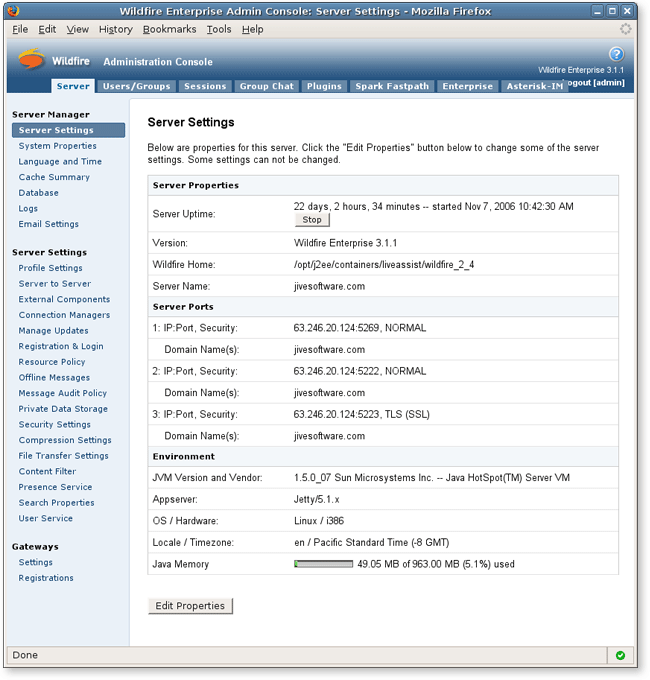 Wildfire Enterprise Admin Console: Server Settings - Mozilla Firefox
File Edit View History Bookmarks Tools Help
Wildfire Administration Console
?
Wildfire Enterprise 3.1.1
ogout [admin]
Server Users/Groups Sessions Group Chat Plugins Spark Fastpath Enterprise Asterisk-IM
Server Manager
Server Settings
System Properties
Language and Time
Cache Summary
Database
Logs
Email Settings
Server Settings
Profile Settings
Server to Server
External Components
Connection Managers
Manage Updates
Registration & Login
Resource Policy
Offline Messages
Message Audit Policy
Private Data Storage
Security Settings
Compression Settings
File Transfer Settings
Content Filter
Presence Service
Search Properties
User Service
Gateways
Settings
Registrations
Server Settings
Below are properties for this server. Click the "Edit Properties" button below to change some of the server
settings. Some settings can not be changed.
Server Properties
Server Uptime: 22 days, 2 hours, 34 minutes -- started Nov 7, 2006 10:42:30 AM
Stop
Version: Wildfire Enterprise 3.1.1
Wildfire Home: /opt/j2ee/containers/liveassist/wildfire_2_4
Server Name: jivesoftware.com
Server Ports
1: IP:Port, Security: 63.246.20.124:5269, NORMAL
Domain Name(s): jivesoftware.com
2: IP:Port, Security: 63.246.20.124:5222, NORMAL
Domain Name(s): jivesoftware.com
3: IP:Port, Security: 63.246.20.124:5223, TLS (SSL)
Domain Name(s): jivesoftware.com
Environment
JVM Version and Vendor: 1.5.0_07 Sun Microsystems Inc. -- Java HotSpot(TM) Server VM
Appserver: Jetty/5.1.x
OS / Hardware: Linux / i386
Locale / Timezone: en / Pacific Standard Time (-8 GMT)
Java Memory 49.05 MB of 963.00 MB (5.1%) used
Edit Properties
Done